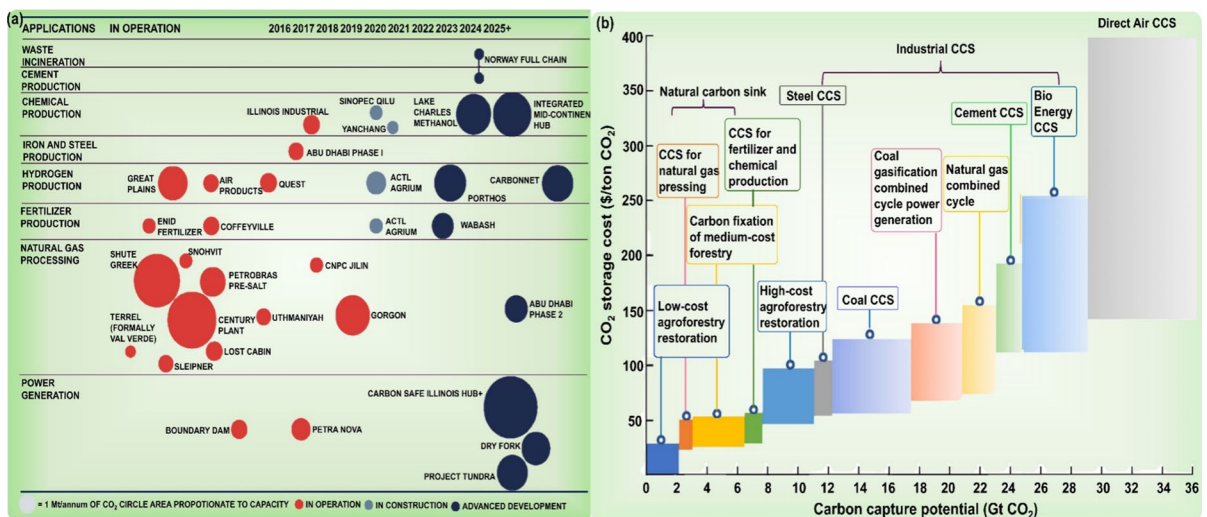 (a)
APPLICATIONS IN OPERATION 2016 2017 2018 2019 2020 2021 2022 2023 2024 2025+
WASTE
INCINERATION
NORWAY FULL CHAIN
CEMENT
PRODUCTION
CHEMICAL
PRODUCTION
ILLINOIS INDUSTRIAL
SINOPEC QILU
YANCHANG
LAKE
CHARLES
METHANOL
INTEGRATED
MID-CONTINEN
HUB
IRON AND STEEL
PRODUCTION
ABU DHABI PHASE I
HYDROGEN
PRODUCTION
GREAT
PLAINS
AIR
PRODUCTS
QUEST
ACTL
AGRIUM
PORTHOS
CARBONNET
FERTILIZER
PRODUCTION
ENID
FERTILIZER
COFFEYVILLE
ACTL
AGRIUM
WABASH
NATURAL GAS
PROCESSING
SHUTE
GREEK
SNOHVIT
PETROBRAS
PRE-SALT
CNPC JILIN
TERREL
(FORMALLY
VAL VERDE)
CENTURY
PLANT
UTHMANIYAH
GORGON
ABU DHABI
PHASE 2
LOST CABIN
SLEIPNER
POWER
GENERATION
CARBON SAFE ILLINOIS HUB+
BOUNDARY DAM
PETRA NOVA
DRY FORK
PROJECT TUNDRA
= 1 Mt/annum OF CO2 CIRCLE AREA PROPOTIONATE TO CAPACITY
IN OPERATION
IN CONSTRUCTION
ADVANCED DEVELOPMENT
(b)
CO2 storage cost ($/ton CO2)
400
350
300
250
200
150
100
50
Direct Air CCS
Industrial CCS
Natural carbon sink
Steel CCS
Bio
Energy
CCS
Cement CCS
CCS for
natural gas
pressing
CCS for
fertilizer and
chemical
production
Coal
gasification
combined
cycle power
generation
Natural gas
combined
cycle
Carbon fixation
of medium-cost
forestry
Low-cost
agroforestry
restoration
High-cost
agroforestry
restoration
Coal CCS
0 2 4 6 8 10 11 12 14 16 18 20 22 24 26 28 30 32 34 36
Carbon capture potential (Gt CO2)